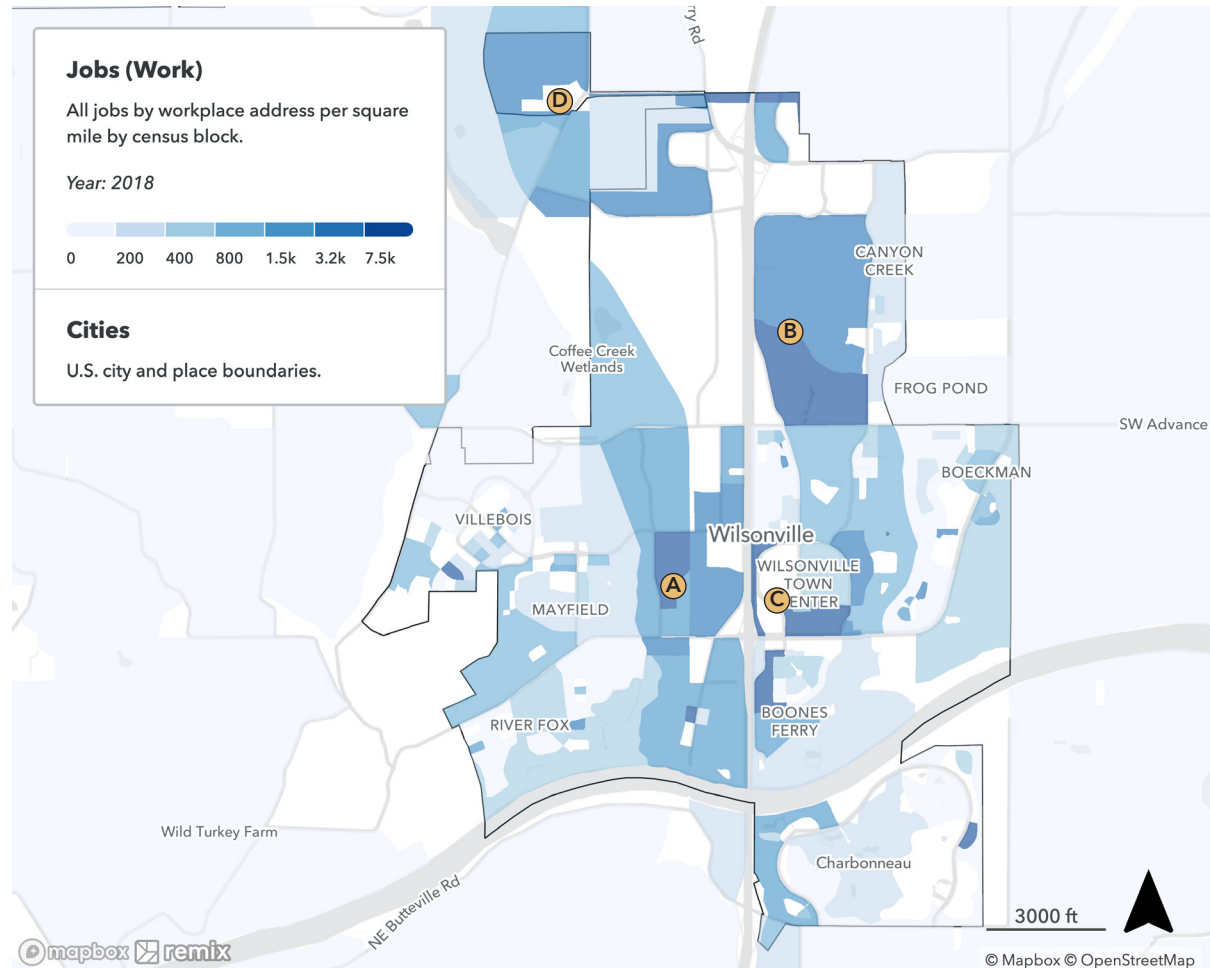 Jobs (Work)
All jobs by workplace address per square
mile by census block.
Year: 2018
0 200 400 800 1.5k 3.2k 7.5k
Cities
U.S. city and place boundaries.
ry Rd
D
CANYON
CREEK
B
Coffee Creek
Wetlands
FROG POND
SW Advance
BOECKMAN
VILLEBOIS
Wilsonville
WILSONVILLE
TOWN
CENTER
A
C
MAYFIELD
RIVER FOX
BOONES
FERRY
Wild Turkey Farm
Charbonneau
NE Butteville Rd
3000 ft
mapbox remix
© Mapbox © OpenStreetMap